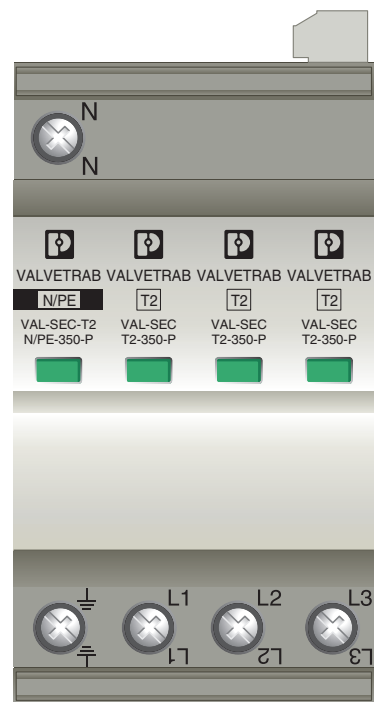 N
N
VALVETRAB VALVETRAB VALVETRAB VALVETRAB
N/PE T2 T2 T2
VAL-SEC-T2 VAL-SEC VAL-SEC VAL-SEC
N/PE-350-P T2-350-P T2-350-P T2-350-P
L1 L2 L3
L1 L2 L3